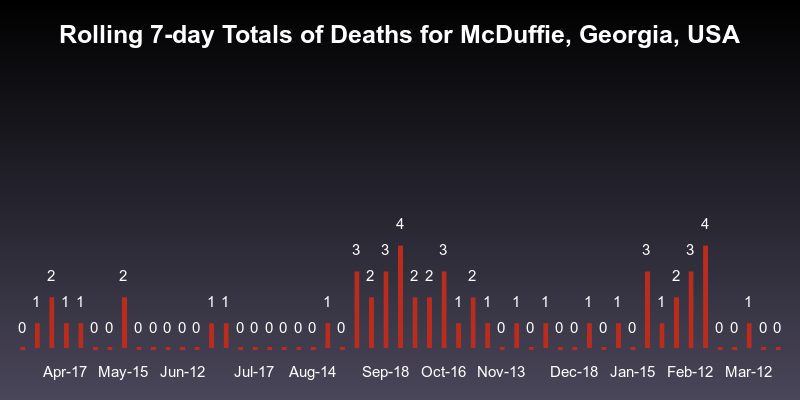 Rolling 7-day Totals of Deaths for McDuffie, Georgia, USA
4 4
3 3 3 3 3
2 2 2 2 2 2 2
1 1 1 1 1 1 1 1 1 1 1 1 1 1
0 0 0 0 0 0 0 0 0 0 0 0 0 0 0 0 0 0 0 0 0 0 0 0 0
Apr-17 May-15 Jun-12 Jul-17 Aug-14 Sep-18 Oct-16 Nov-13 Dec-18 Jan-15 Feb-12 Mar-12